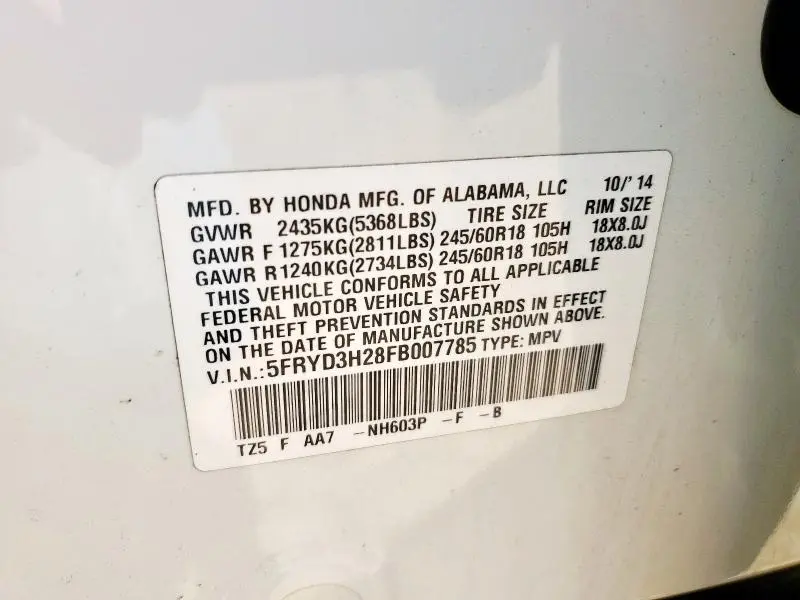 MFD. BY HONDA MFG. OF ALABAMA, LLC 10/'14
GVWR 2435KG(5368LBS) TIRE SIZE RIM SIZE
GAWR F 1275KG(2811LBS) 245/60R18 105H 18X8.0J
GAWR R1240KG(2734LBS) 245/60R18 105H 18X8.0J
THIS VEHICLE CONFORMS TO ALL APPLICABLE
FEDERAL MOTOR VEHICLE SAFETY
AND THEFT PREVENTION STANDARDS IN EFFECT
ON THE DATE OF MANUFACTURE SHOWN ABOVE.
V.I.N.:5FRYD3H28FB007785 TYPE: MPV
TZ5 F AA7 -NH603P -F -B